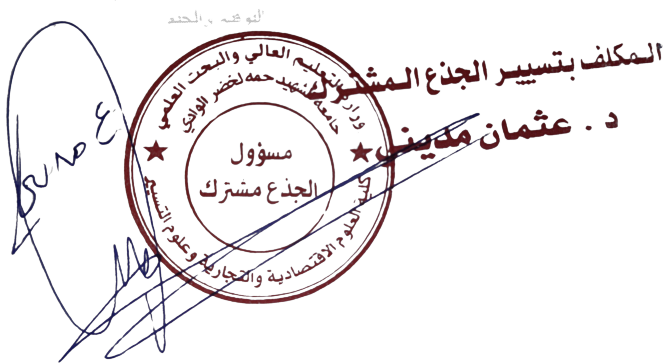 التوقيع والختم
المكلف بتسيير الجذع المشترك
د. عثمان مديني
وزارة التعليم العالي والبحث العلمي
جامعة الشهيد حمه لخضر الوادي
مسؤول
الجذع مشترك
كلية العلوم الاقتصادية والتجارية وعلوم التسيير